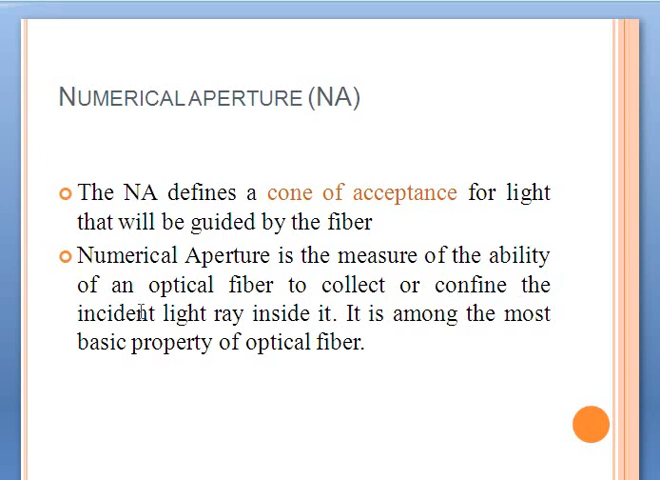 NUMERICAL APERTURE (NA)
The NA defines a cone of acceptance for light
that will be guided by the fiber
Numerical Aperture is the measure of the ability
of an optical fiber to collect or confine the
incident light ray inside it. It is among the most
basic property of optical fiber.